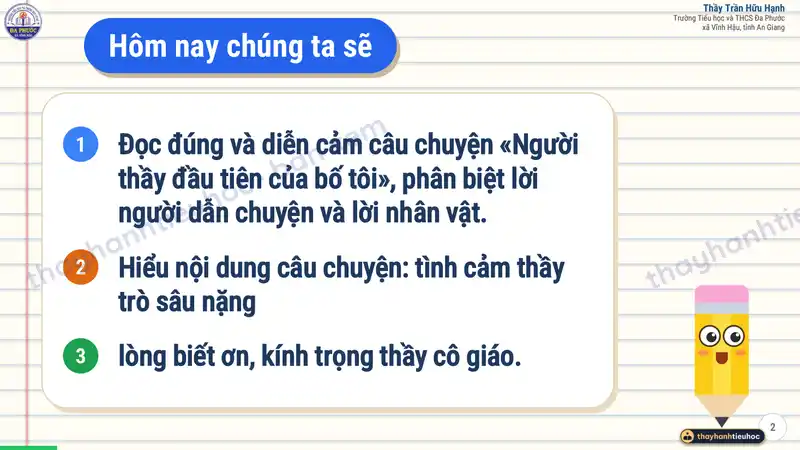 Thầy Trần Hữu Hạnh
Trường Tiểu học và THCS Đa Phước
xã Vĩnh Hậu, tỉnh An Giang
ĐA PHƯỚC
Hôm nay chúng ta sẽ
1 Đọc đúng và diễn cảm câu chuyện «Người
thầy đầu tiên của bố tôi», phân biệt lời
người dẫn chuyện và lời nhân vật.
2 Hiểu nội dung câu chuyện: tình cảm thầy
trò sâu nặng
3 lòng biết ơn, kính trọng thầy cô giáo.
thayhanhtieuhoc
2